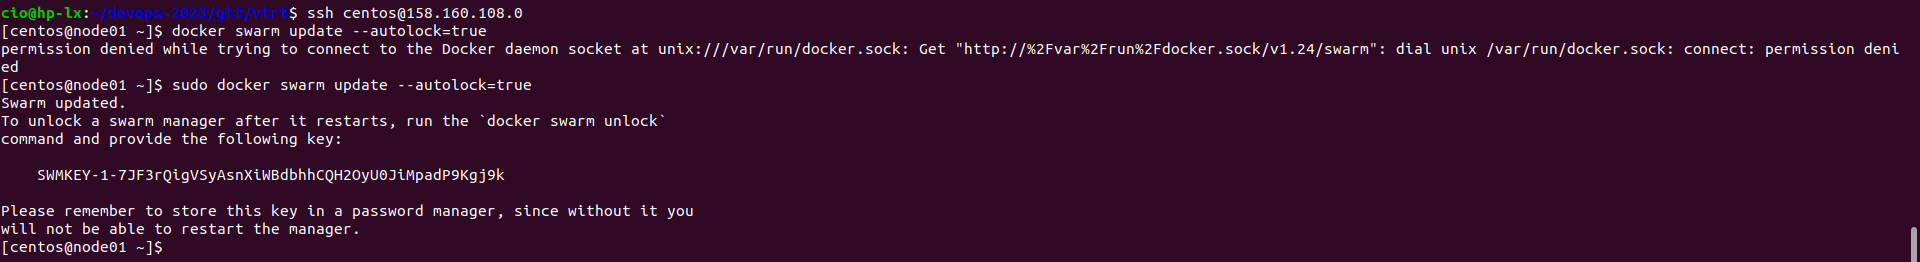 cio@hp-lx:~/devops-2023/git/virt$ ssh centos@158.160.108.0
[centos@node01 ~]$ docker swarm update --autolock=true
permission denied while trying to connect to the Docker daemon socket at unix:///var/run/docker.sock: Get "http://%2Fvar%2Frun%2Fdocker.sock/v1.24/swarm": dial unix /var/run/docker.sock: connect: permission deni
ed
[centos@node01 ~]$ sudo docker swarm update --autolock=true
Swarm updated.
To unlock a swarm manager after it restarts, run the `docker swarm unlock`
command and provide the following key:
SWMKEY-1-7JF3rQigVSyAsnXiWBdbhhCQH2OyU0JiMpadP9Kgj9k
Please remember to store this key in a password manager, since without it you
will not be able to restart the manager.
[centos@node01 ~]$